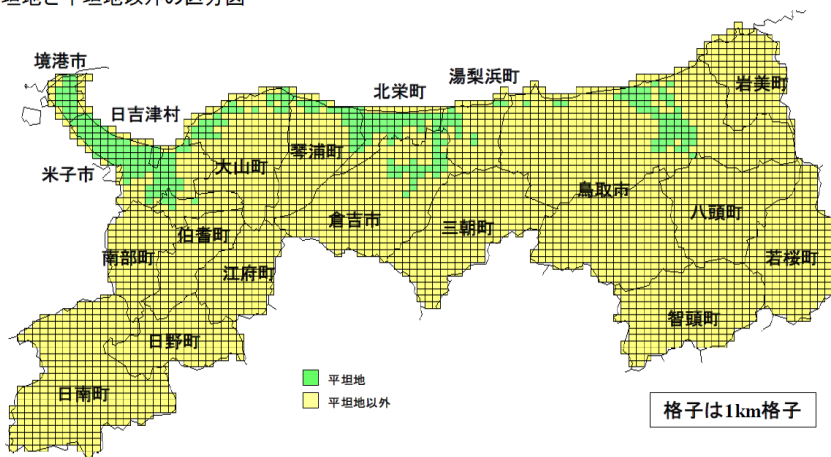 境港市
日吉津村
北栄町
湯梨浜町
岩美町
米子市
大山町
琴浦町
鳥取市
八頭町
倉吉市
三朝町
伯耆町
南部町
江府町
若桜町
智頭町
日野町
日南町
平坦地
平坦地以外
格子は1km格子